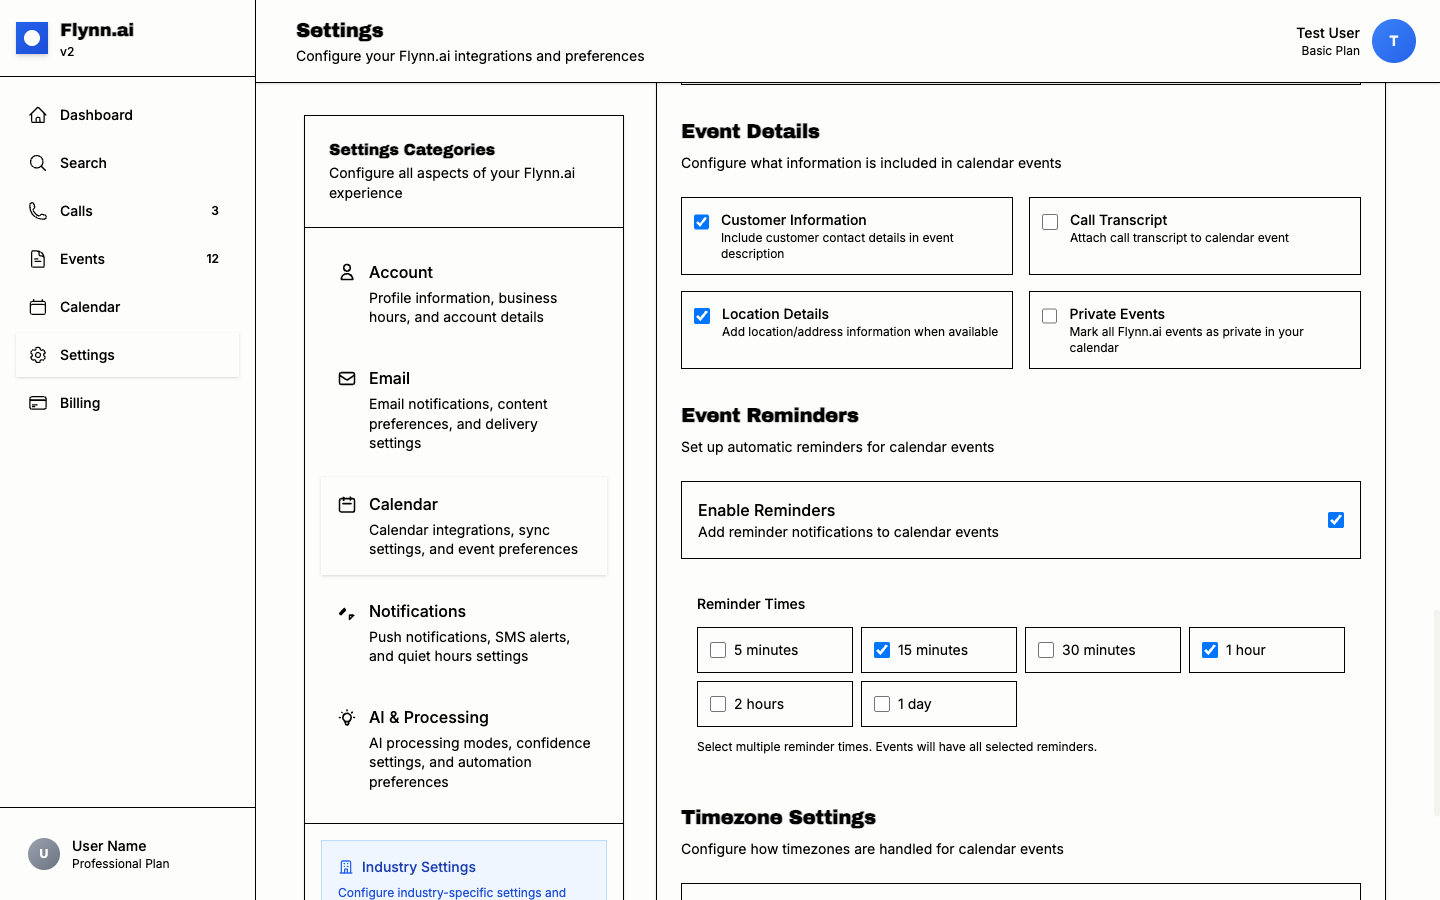 Flynn.ai
v2
Dashboard
Search
Calls
3
Events
12
Calendar
Settings
Billing
U
User Name
Professional Plan
Settings
Configure your Flynn.ai integrations and preferences
Test User
Basic Plan
T
Settings Categories
Configure all aspects of your Flynn.ai
experience
Account
Profile information, business
hours, and account details
Email
Email notifications, content
preferences, and delivery
settings
Calendar
Calendar integrations, sync
settings, and event preferences
Notifications
Push notifications, SMS alerts,
and quiet hours settings
AI & Processing
AI processing modes, confidence
settings, and automation
preferences
Industry Settings
Configure industry-specific settings and
Event Details
Configure what information is included in calendar events
Customer Information
Include customer contact details in event
description
Call Transcript
Attach call transcript to calendar event
Location Details
Add location/address information when available
Private Events
Mark all Flynn.ai events as private in your
calendar
Event Reminders
Set up automatic reminders for calendar events
Enable Reminders
Add reminder notifications to calendar events
Reminder Times
5 minutes
15 minutes
30 minutes
1 hour
2 hours
1 day
Select multiple reminder times. Events will have all selected reminders.
Timezone Settings
Configure how timezones are handled for calendar events